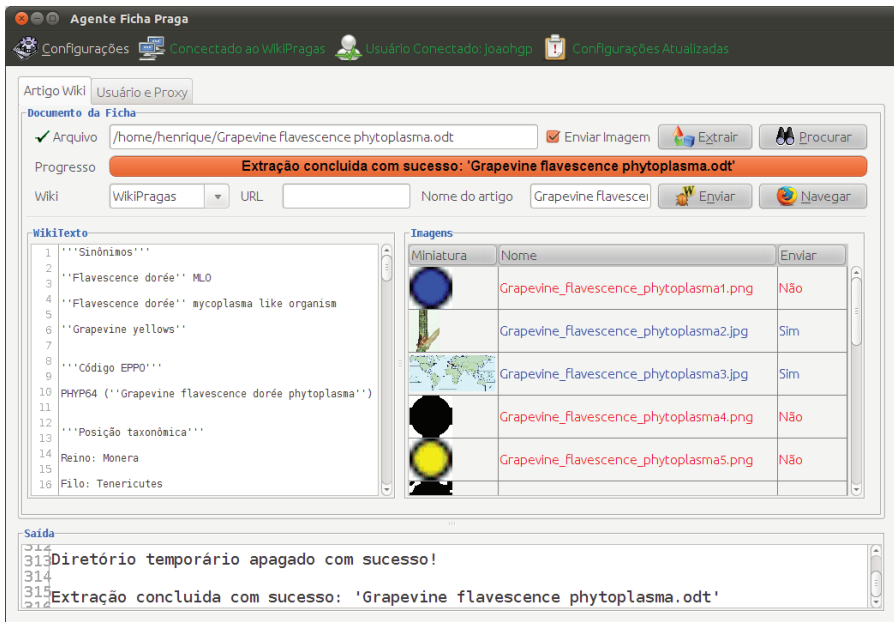 Agente Ficha Praga
Configurações Concectado ao WikiPragas Usuário Conectado: joaohgp Configurações Atualizadas
Artigo Wiki Usuário e Proxy
Documento da Ficha
Arquivo /home/henrique/Grapevine flavescence phytoplasma.odt Enviar Imagem Extrair Procurar
Progresso Extração concluida com sucesso: 'Grapevine flavescence phytoplasma.odt'
Wiki WikiPragas URL Nome do artigo Grapevine flavescei Enviar Navegar
WikiTexto
1 '''Sinônimos'''
2
3 ''Flavescence dorée'' MLO
4
5 ''Flavescence dorée'' mycoplasma like organism
6 ''Grapevine yellows''
7
8
9 '''Código EPPO'''
10 PHYP64 (''Grapevine flavescence dorée phytoplasma'')
11
12
13 '''Posição taxonômica'''
14 Reino: Monera
15
16 Filo: Tenericutes
Imagens
Miniatura Nome Enviar
Grapevine_flavescence_phytoplasma1.png Não
Grapevine_flavescence_phytoplasma2.jpg Sim
Grapevine_flavescence_phytoplasma3.jpg Sim
Grapevine_flavescence_phytoplasma4.png Não
Grapevine_flavescence_phytoplasma5.png Não
Saída
312
313 Diretório temporário apagado com sucesso!
314
315 Extração concluida com sucesso: 'Grapevine flavescence phytoplasma.odt'
316